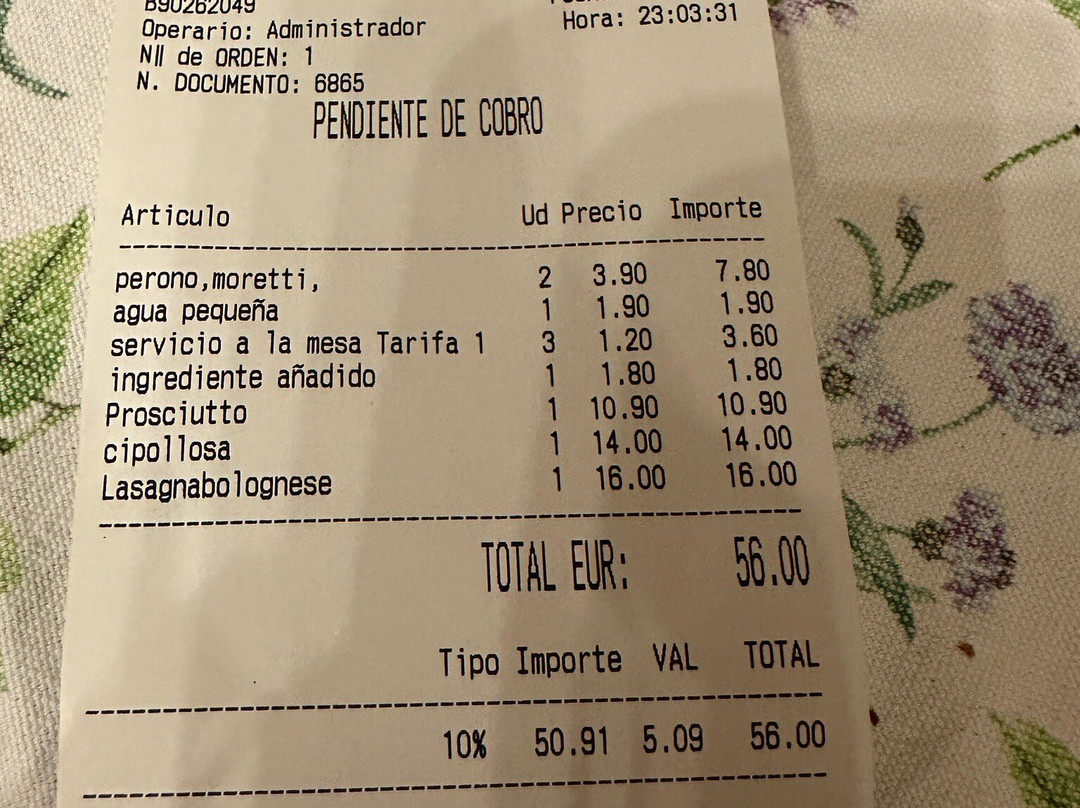 B90262049
Operario: Administrador
Hora: 23:03:31
N|| de ORDEN: 1
N. DOCUMENTO: 6865
PENDIENTE DE COBRO
Articulo Ud Precio Importe
perono,moretti, 2 3.90 7.80
agua pequeña 1 1.90 1.90
servicio a la mesa Tarifa 1 3 1.20 3.60
ingrediente añadido 1 1.80 1.80
Prosciutto 1 10.90 10.90
cipollosa 1 14.00 14.00
Lasagnabolognese 1 16.00 16.00
TOTAL EUR: 56.00
Tipo Importe VAL TOTAL
10% 50.91 5.09 56.00